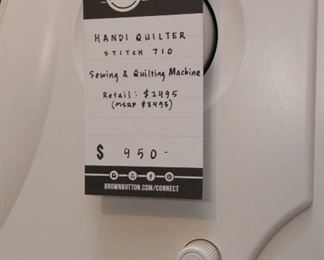 HANDI QUILTER
STITCH 710
Sewing & Quilting Machine
Retail: $2495
(MSRP $3495)
$ 950-
BROWNBUTTON.COM/CONNECT